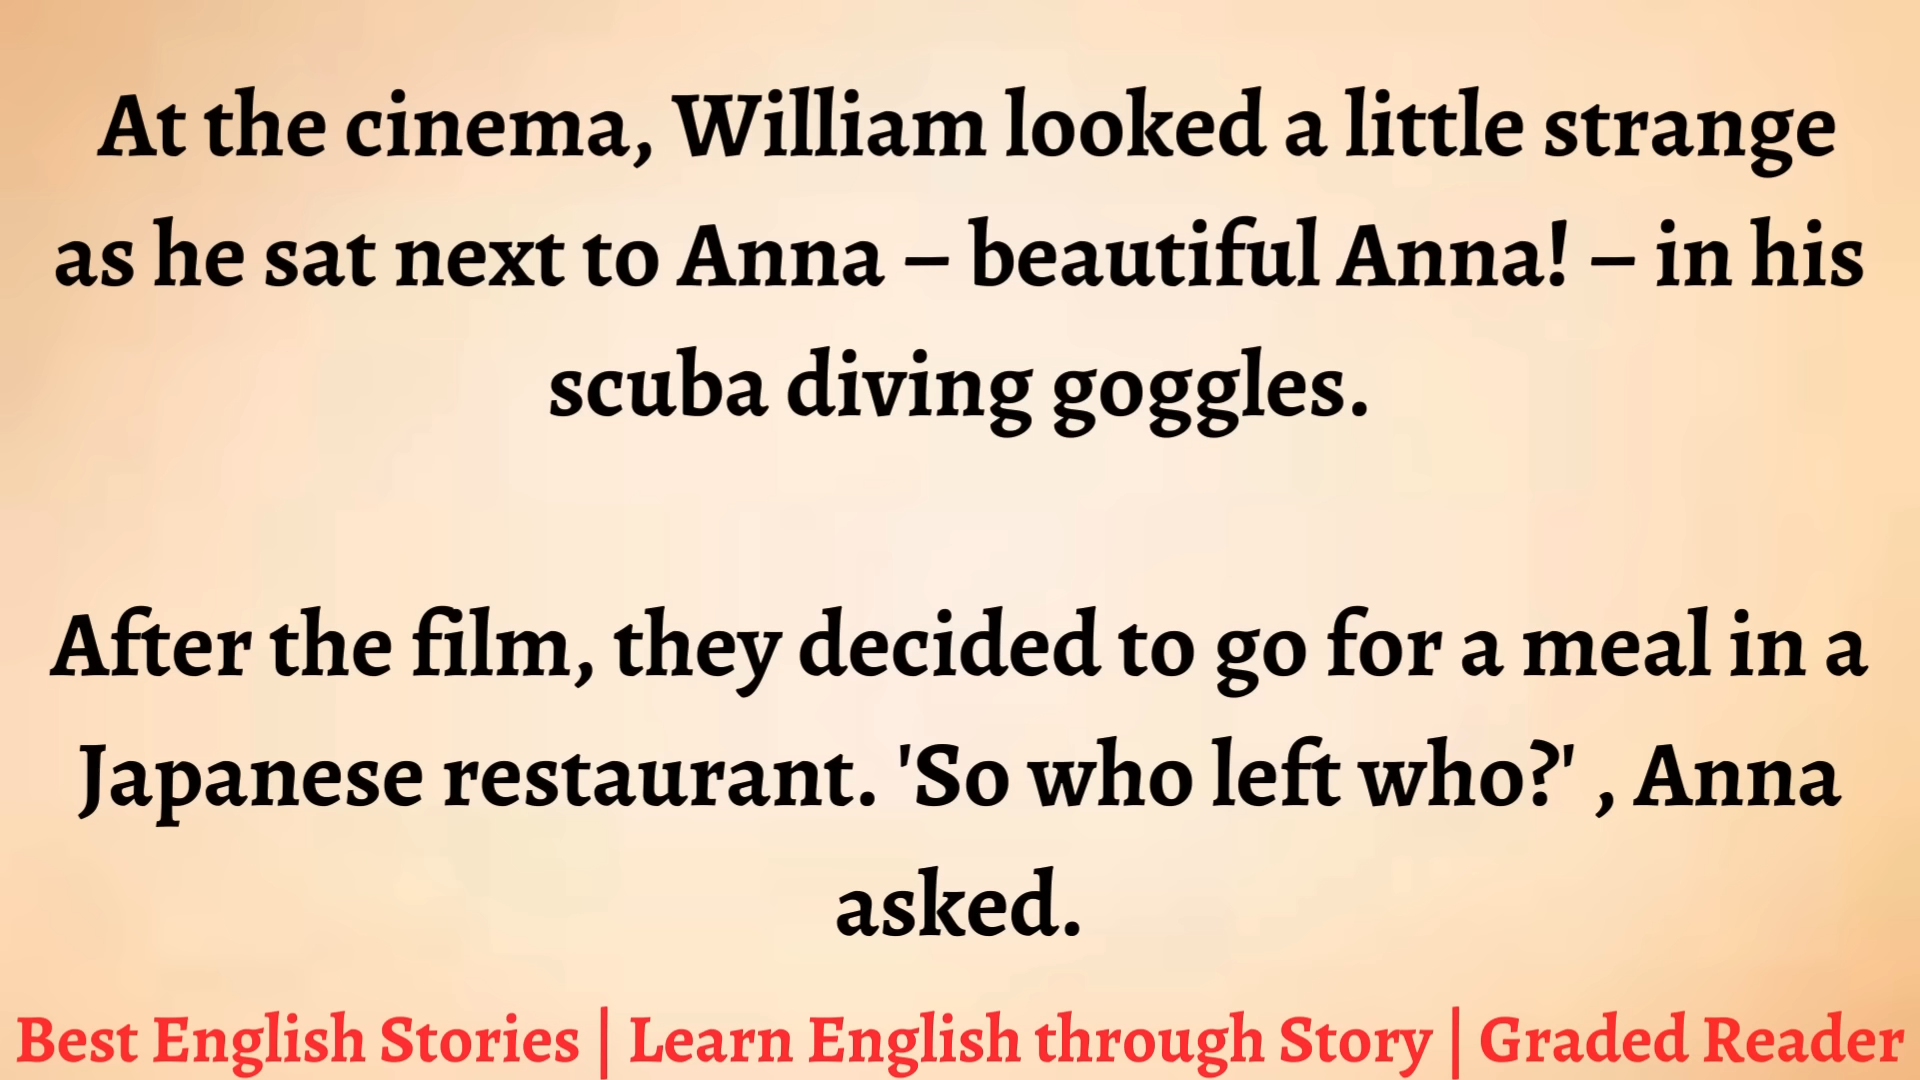 At the cinema, William looked a little strange
as he sat next to Anna – beautiful Anna! – in his
scuba diving goggles.
After the film, they decided to go for a meal in a
Japanese restaurant. 'So who left who?' , Anna
asked.
Best English Stories | Learn English through Story | Graded Reader